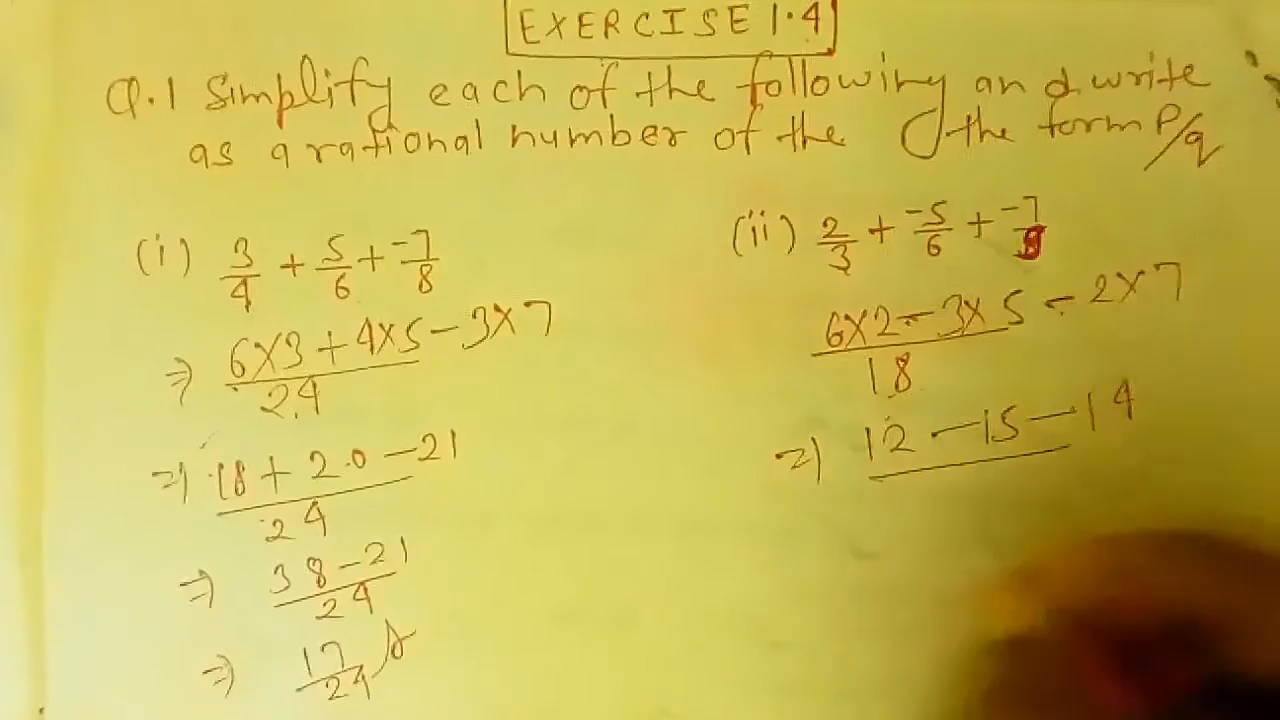 EXERCISE 1.4
Q.1 Simplify each of the following and write
as a rational number of the the form P/q
(i) 3/4 + 5/6 + -7/8
⇒ 6×3 + 4×5 - 3×7 / 24
⇒ 18 + 20 - 21 / 24
⇒ 38 - 21 / 24
⇒ 17/24
(ii) 2/3 + -5/6 + -7/9
6×2 - 3×5 - 2×7 / 18
⇒ 12 - 15 - 14